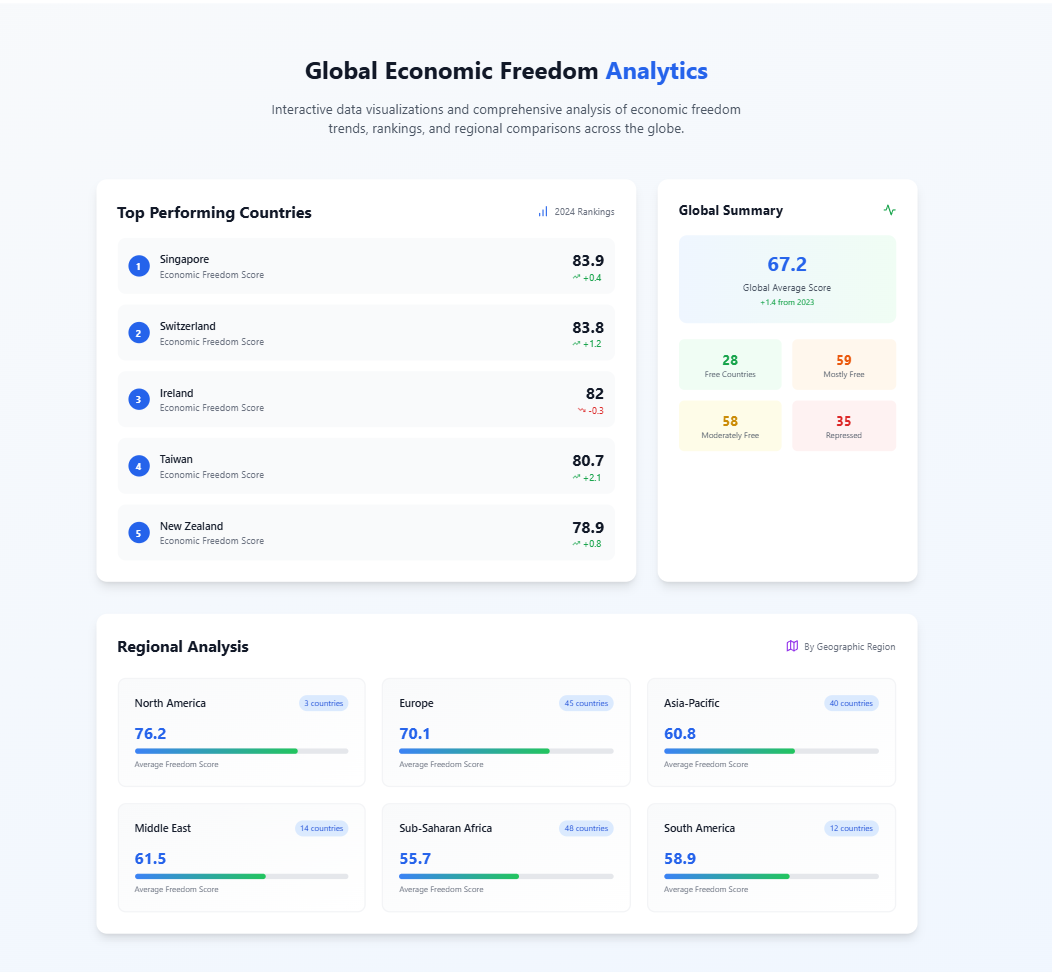 Global Economic Freedom Analytics
Interactive data visualizations and comprehensive analysis of economic freedom
trends, rankings, and regional comparisons across the globe.
Top Performing Countries
2024 Rankings
1
Singapore
Economic Freedom Score
83.9
+0.4
2
Switzerland
Economic Freedom Score
83.8
+1.2
3
Ireland
Economic Freedom Score
82
-0.3
4
Taiwan
Economic Freedom Score
80.7
+2.1
5
New Zealand
Economic Freedom Score
78.9
+0.8
Global Summary
67.2
Global Average Score
+1.4 from 2023
28
Free Countries
59
Mostly Free
58
Moderately Free
35
Repressed
Regional Analysis
By Geographic Region
North America
3 countries
76.2
Average Freedom Score
Europe
45 countries
70.1
Average Freedom Score
Asia-Pacific
40 countries
60.8
Average Freedom Score
Middle East
14 countries
61.5
Average Freedom Score
Sub-Saharan Africa
48 countries
55.7
Average Freedom Score
South America
12 countries
58.9
Average Freedom Score